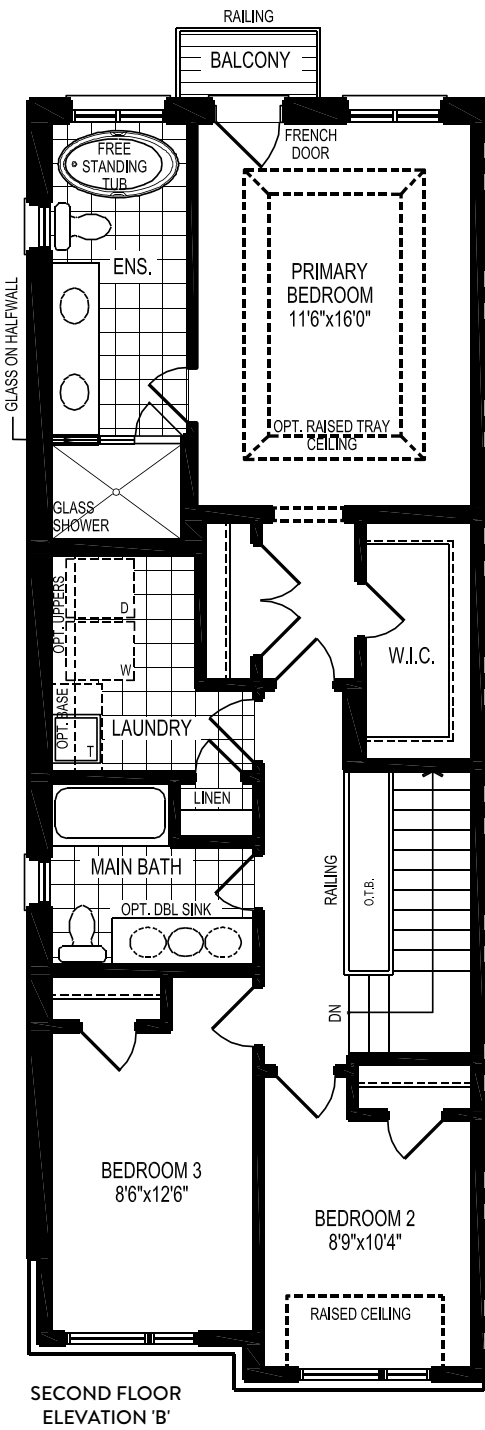 RAILING
BALCONY
FRENCH
DOOR
FREE
STANDING
TUB
ENS.
PRIMARY
BEDROOM
11'6"x16'0"
GLASS ON HALFWALL
OPT. RAISED TRAY
CEILING
GLASS
SHOWER
OPT. UPPERS
D
W
W.I.C.
OPT. BASE
LAUNDRY
T
LINEN
MAIN BATH
RAILING
O.T.B.
OPT. DBL SINK
DN
BEDROOM 3
8'6"x12'6"
BEDROOM 2
8'9"x10'4"
RAISED CEILING
SECOND FLOOR
ELEVATION 'B'